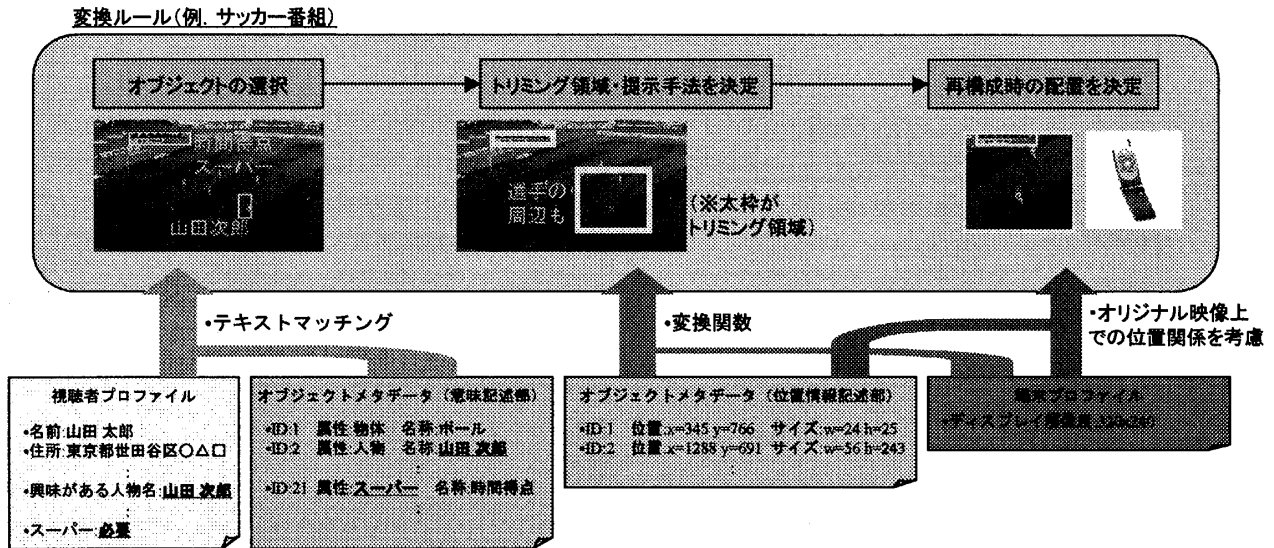 変換ルール(例. サッカー番組)
オブジェクトの選択
トリミング領域・提示手法を決定
再構成時の配置を決定
時間得点
スーパー
山田次郎
選手の
周辺も
(※太枠が
トリミング領域)
・テキストマッチング
・変換関数
・オリジナル映像上
での位置関係を考慮
視聴者プロファイル
・名前:山田 太郎
・住所:東京都世田谷区〇△□
・興味がある人物名:山田 次郎
・スーパー:必要
オブジェクトメタデータ (意味記述部)
・ID:1 属性:物体 名称:ボール
・ID:2 属性:人物 名称:山田 次郎
・ID:21 属性:スーパー 名称:時間得点
オブジェクトメタデータ (位置情報記述部)
・ID:1 位置:x=345 y=766 サイズ:w=24 h=25
・ID:2 位置:x=1288 y=691 サイズ:w=56 h=243
端末プロファイル
・ディスプレイ解像度:320x240